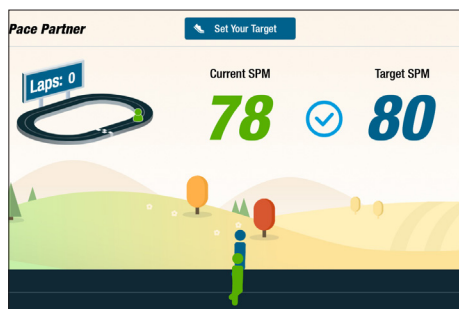 Pace Partner
Set Your Target
Laps: 0
Current SPM
Target SPM
78
80